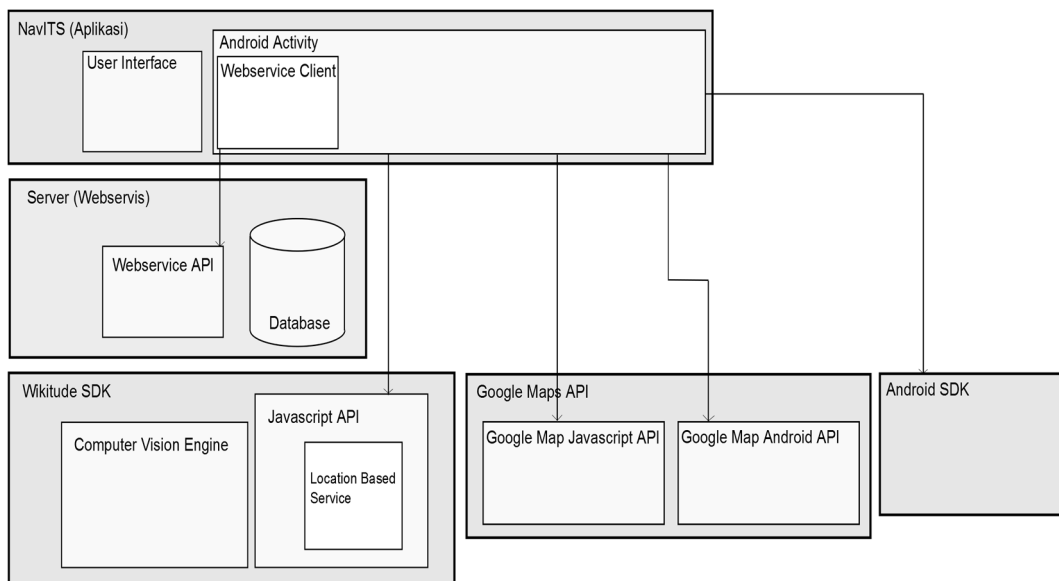 NavITS (Aplikasi)
User Interface
Android Activity
Webservice Client
Server (Webservis)
Webservice API
Database
Wikitude SDK
Computer Vision Engine
Javascript API
Location Based
Service
Google Maps API
Google Map Javascript API
Google Map Android API
Android SDK